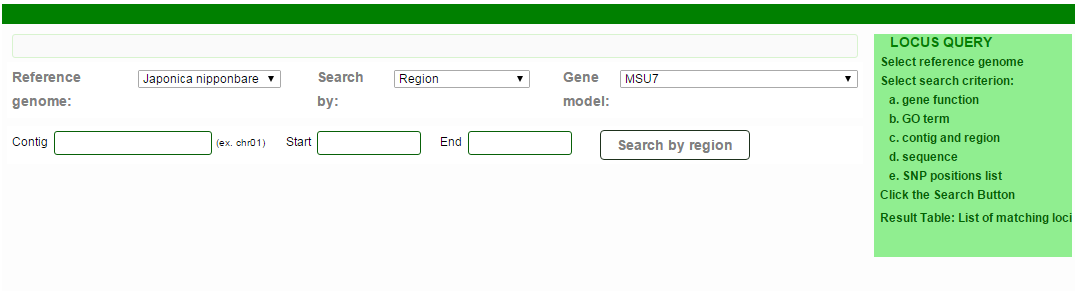 Reference genome: Japonica nipponbare Search by: Region Gene model: MSU7
Contig (ex. chr01) Start End Search by region
LOCUS QUERY
Select reference genome
Select search criterion:
a. gene function
b. GO term
c. contig and region
d. sequence
e. SNP positions list
Click the Search Button
Result Table: List of matching loci